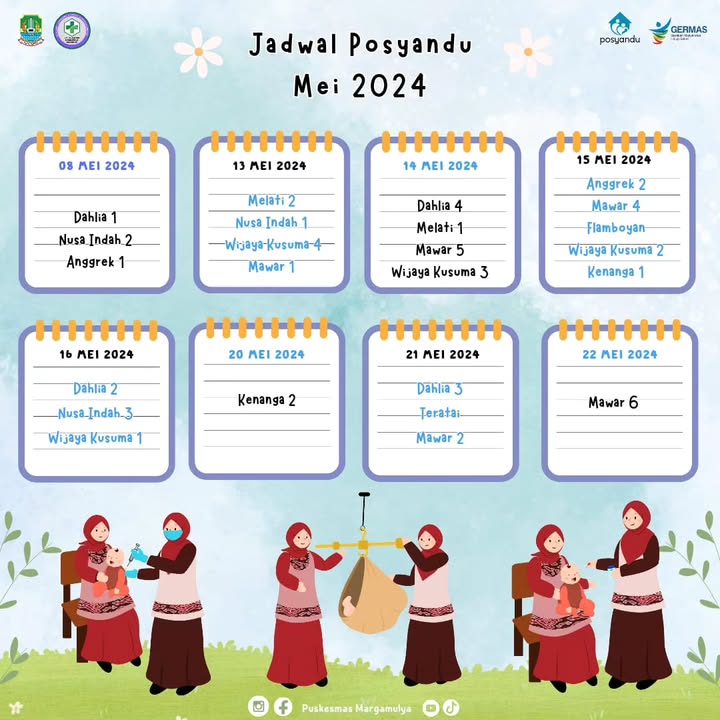 Jadwal Posyandu
Mei 2024
posyandu
GERMAS
08 MEI 2024
Dahlia 1
Nusa Indah 2
Anggrek 1
13 MEI 2024
Melati 2
Nusa Indah 1
Wijaya Kusuma 4
Mawar 1
14 MEI 2024
Dahlia 4
Melati 1
Mawar 5
Wijaya Kusuma 3
15 MEI 2024
Anggrek 2
Mawar 4
Flamboyan
Wijaya Kusuma 2
Kenanga 1
16 MEI 2024
Dahlia 2
Nusa Indah 3
Wijaya Kusuma 1
20 MEI 2024
Kenanga 2
21 MEI 2024
Dahlia 3
Teratai
Mawar 2
22 MEI 2024
Mawar 6
Puskesmas Margamulya